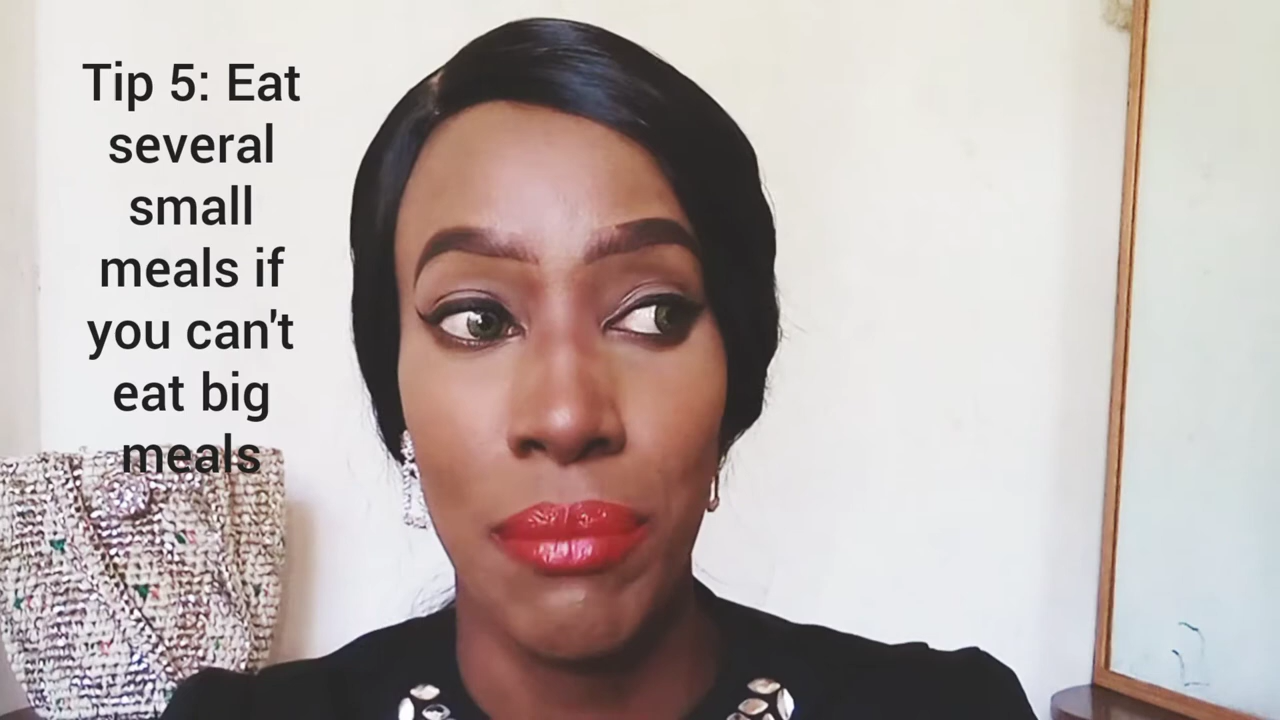 Tip 5: Eat
several
small
meals if
you can't
eat big
meals